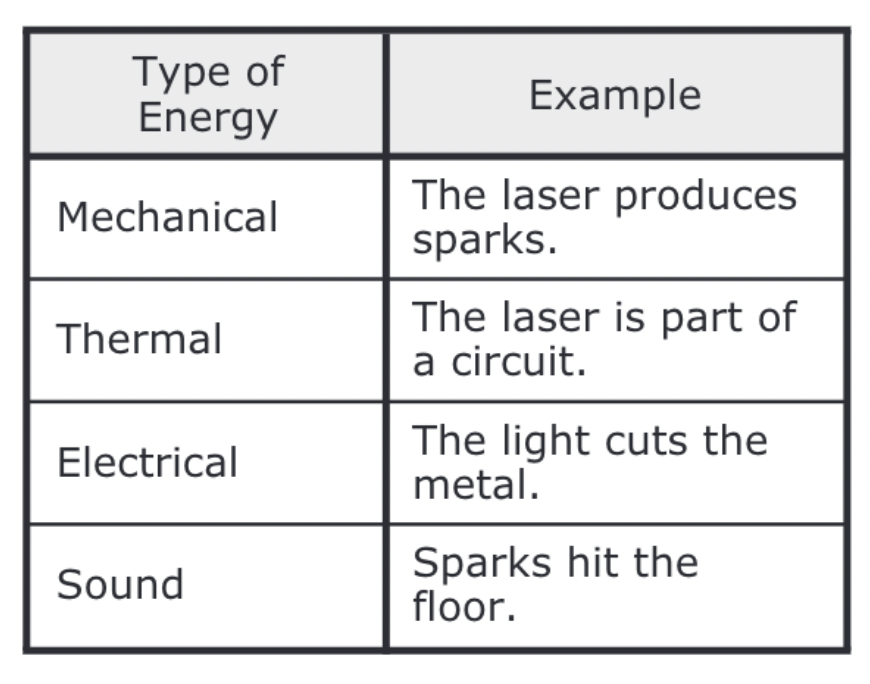 Type of
Energy
Example
Mechanical
The laser produces
sparks.
Thermal
The laser is part of
a circuit.
Electrical
The light cuts the
metal.
Sound
Sparks hit the
floor.